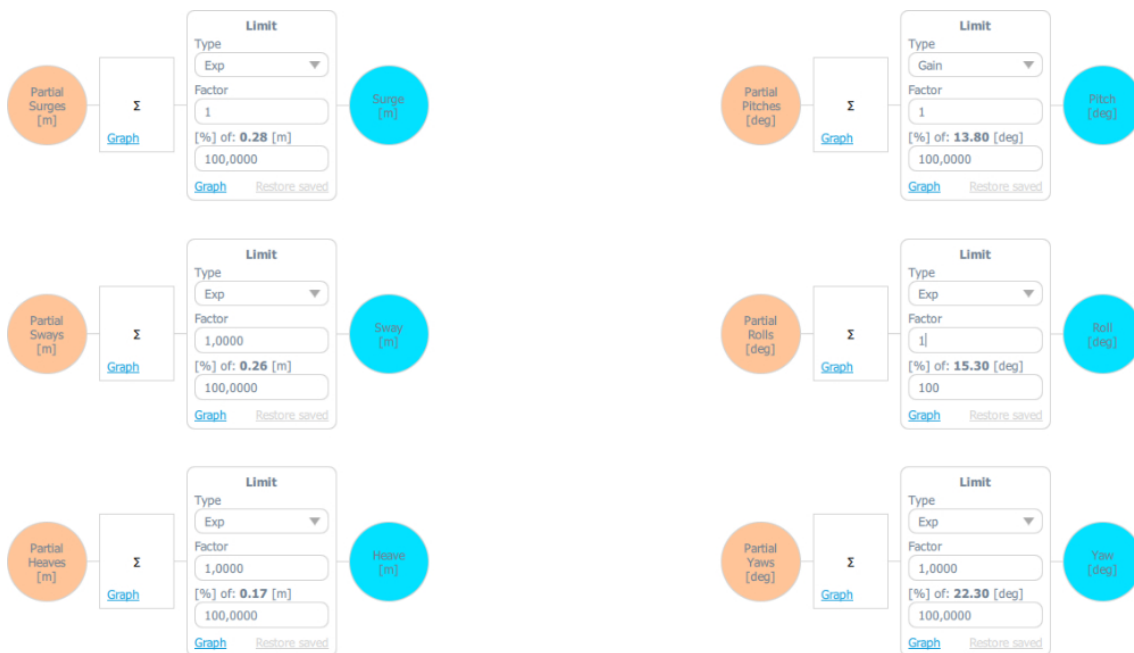 Limit
Type
Exp
Partial
Surges
[m]
Σ
Graph
Factor
1
[%] of: 0.28 [m]
100,0000
Graph Restore saved
Surge
[m]
Limit
Type
Gain
Partial
Pitches
[deg]
Σ
Graph
Factor
1
[%] of: 13.80 [deg]
100,0000
Graph Restore saved
Pitch
[deg]
Limit
Type
Exp
Partial
Sways
[m]
Σ
Graph
Factor
1,0000
[%] of: 0.26 [m]
100,0000
Graph Restore saved
Sway
[m]
Limit
Type
Exp
Partial
Rolls
[deg]
Σ
Graph
Factor
1
[%] of: 15.30 [deg]
100
Graph Restore saved
Roll
[deg]
Limit
Type
Exp
Partial
Heaves
[m]
Σ
Graph
Factor
1,0000
[%] of: 0.17 [m]
100,0000
Graph Restore saved
Heave
[m]
Limit
Type
Exp
Partial
Yaws
[deg]
Σ
Graph
Factor
1,0000
[%] of: 22.30 [deg]
100,0000
Graph Restore saved
Yaw
[deg]